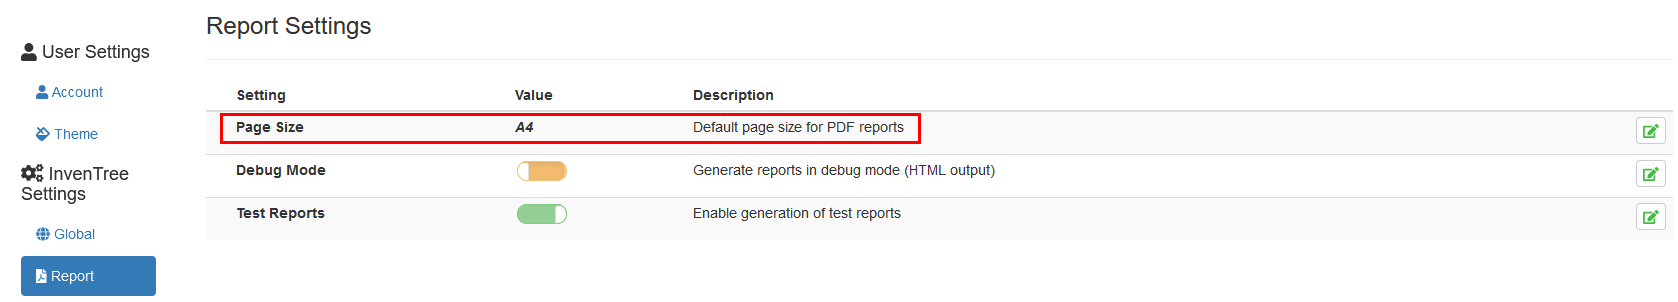 Report Settings
User Settings
Account
Theme
InvenTree
Settings
Global
Report
Setting Value Description
Page Size A4 Default page size for PDF reports
Debug Mode Generate reports in debug mode (HTML output)
Test Reports Enable generation of test reports